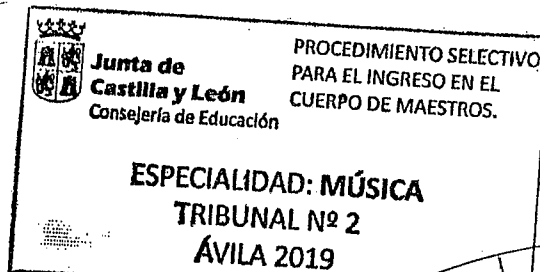 Junta de
Castilla y León
Consejería de Educación
PROCEDIMIENTO SELECTIVO
PARA EL INGRESO EN EL
CUERPO DE MAESTROS.
ESPECIALIDAD: MÚSICA
TRIBUNAL Nº 2
ÁVILA 2019